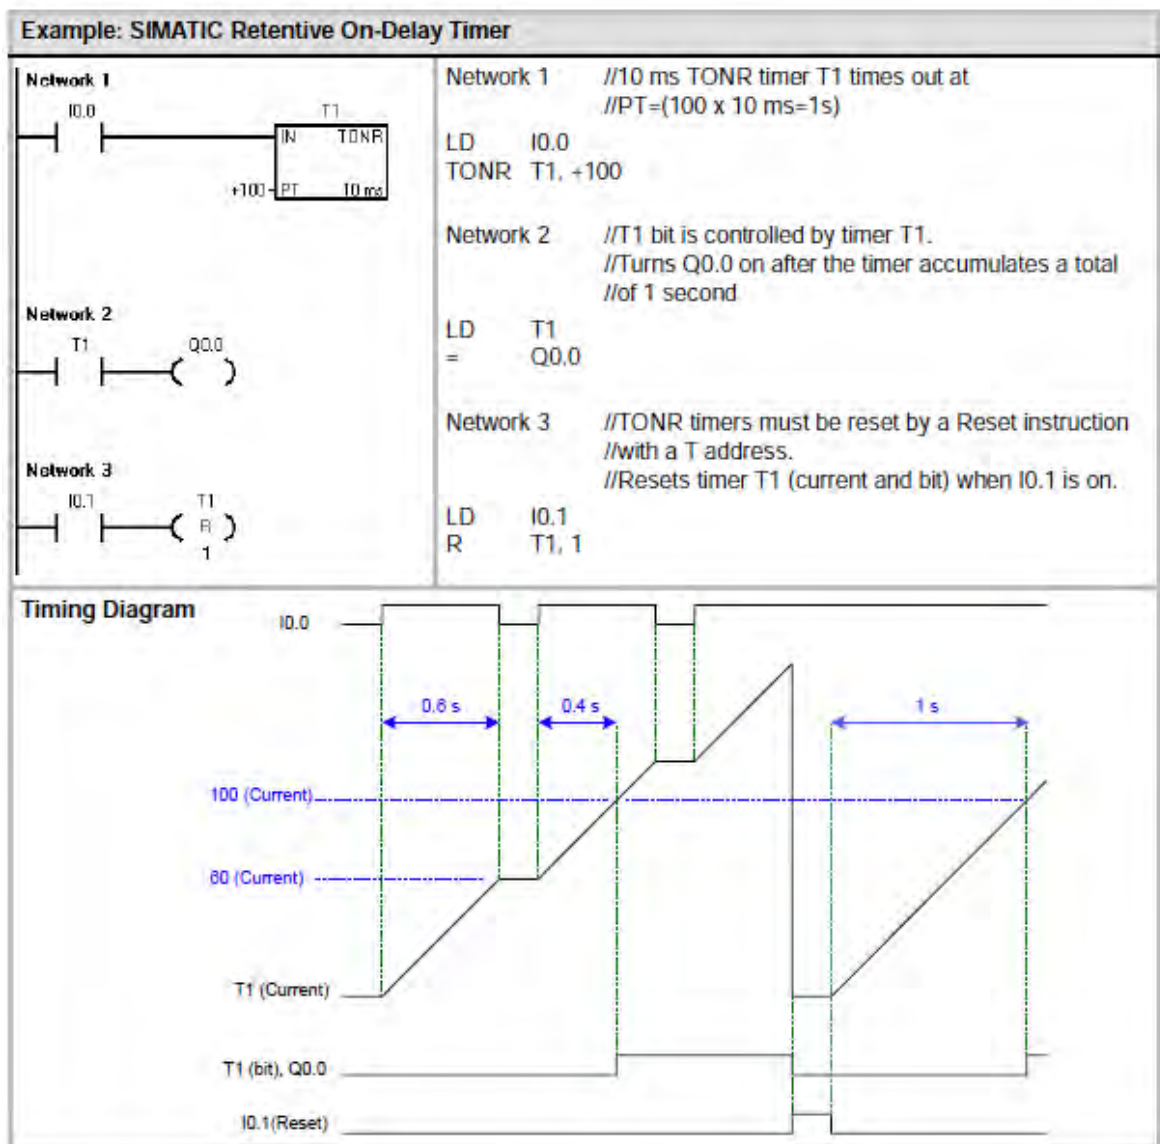 Example: SIMATIC Retentive On-Delay Timer
Network 1
I0.0
T1
IN TONR
+100 PT 10 ms
Network 2
T1 Q0.0
Network 3
I0.1 T1
R
1
Network 1 //10 ms TONR timer T1 times out at
//PT=(100 x 10 ms=1s)
LD I0.0
TONR T1, +100
Network 2 //T1 bit is controlled by timer T1.
//Turns Q0.0 on after the timer accumulates a total
//of 1 second
LD T1
= Q0.0
Network 3 //TONR timers must be reset by a Reset instruction
//with a T address.
//Resets timer T1 (current and bit) when I0.1 is on.
LD I0.1
R T1, 1
Timing Diagram
I0.0
0.6 s 0.4 s 1 s
100 (Current)
60 (Current)
T1 (Current)
T1 (bit), Q0.0
I0.1(Reset)